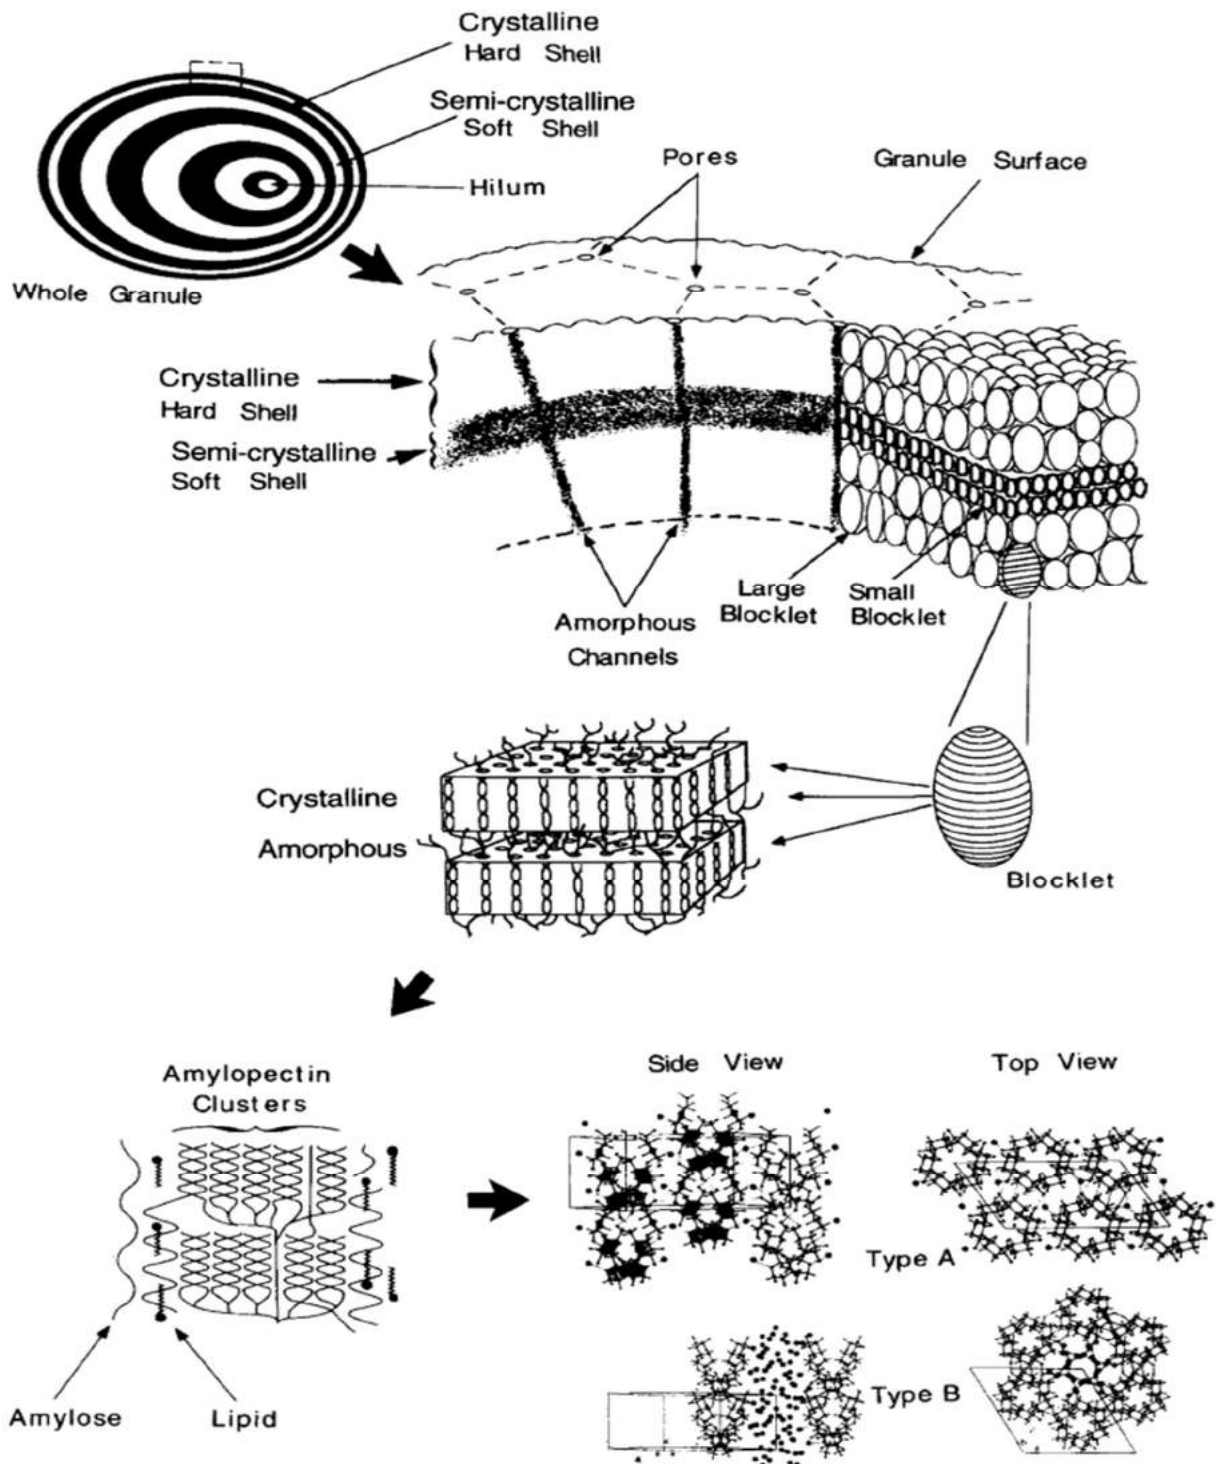 Crystalline
Hard Shell
Semi-crystalline
Soft Shell
Hilum
Whole Granule
Pores
Granule Surface
Crystalline
Hard Shell
Semi-crystalline
Soft Shell
Large
Blocklet
Small
Blocklet
Amorphous
Channels
Crystalline
Amorphous
Blocklet
Amylopectin
Clusters
Side View
Top View
Type A
Type B
Amylose
Lipid